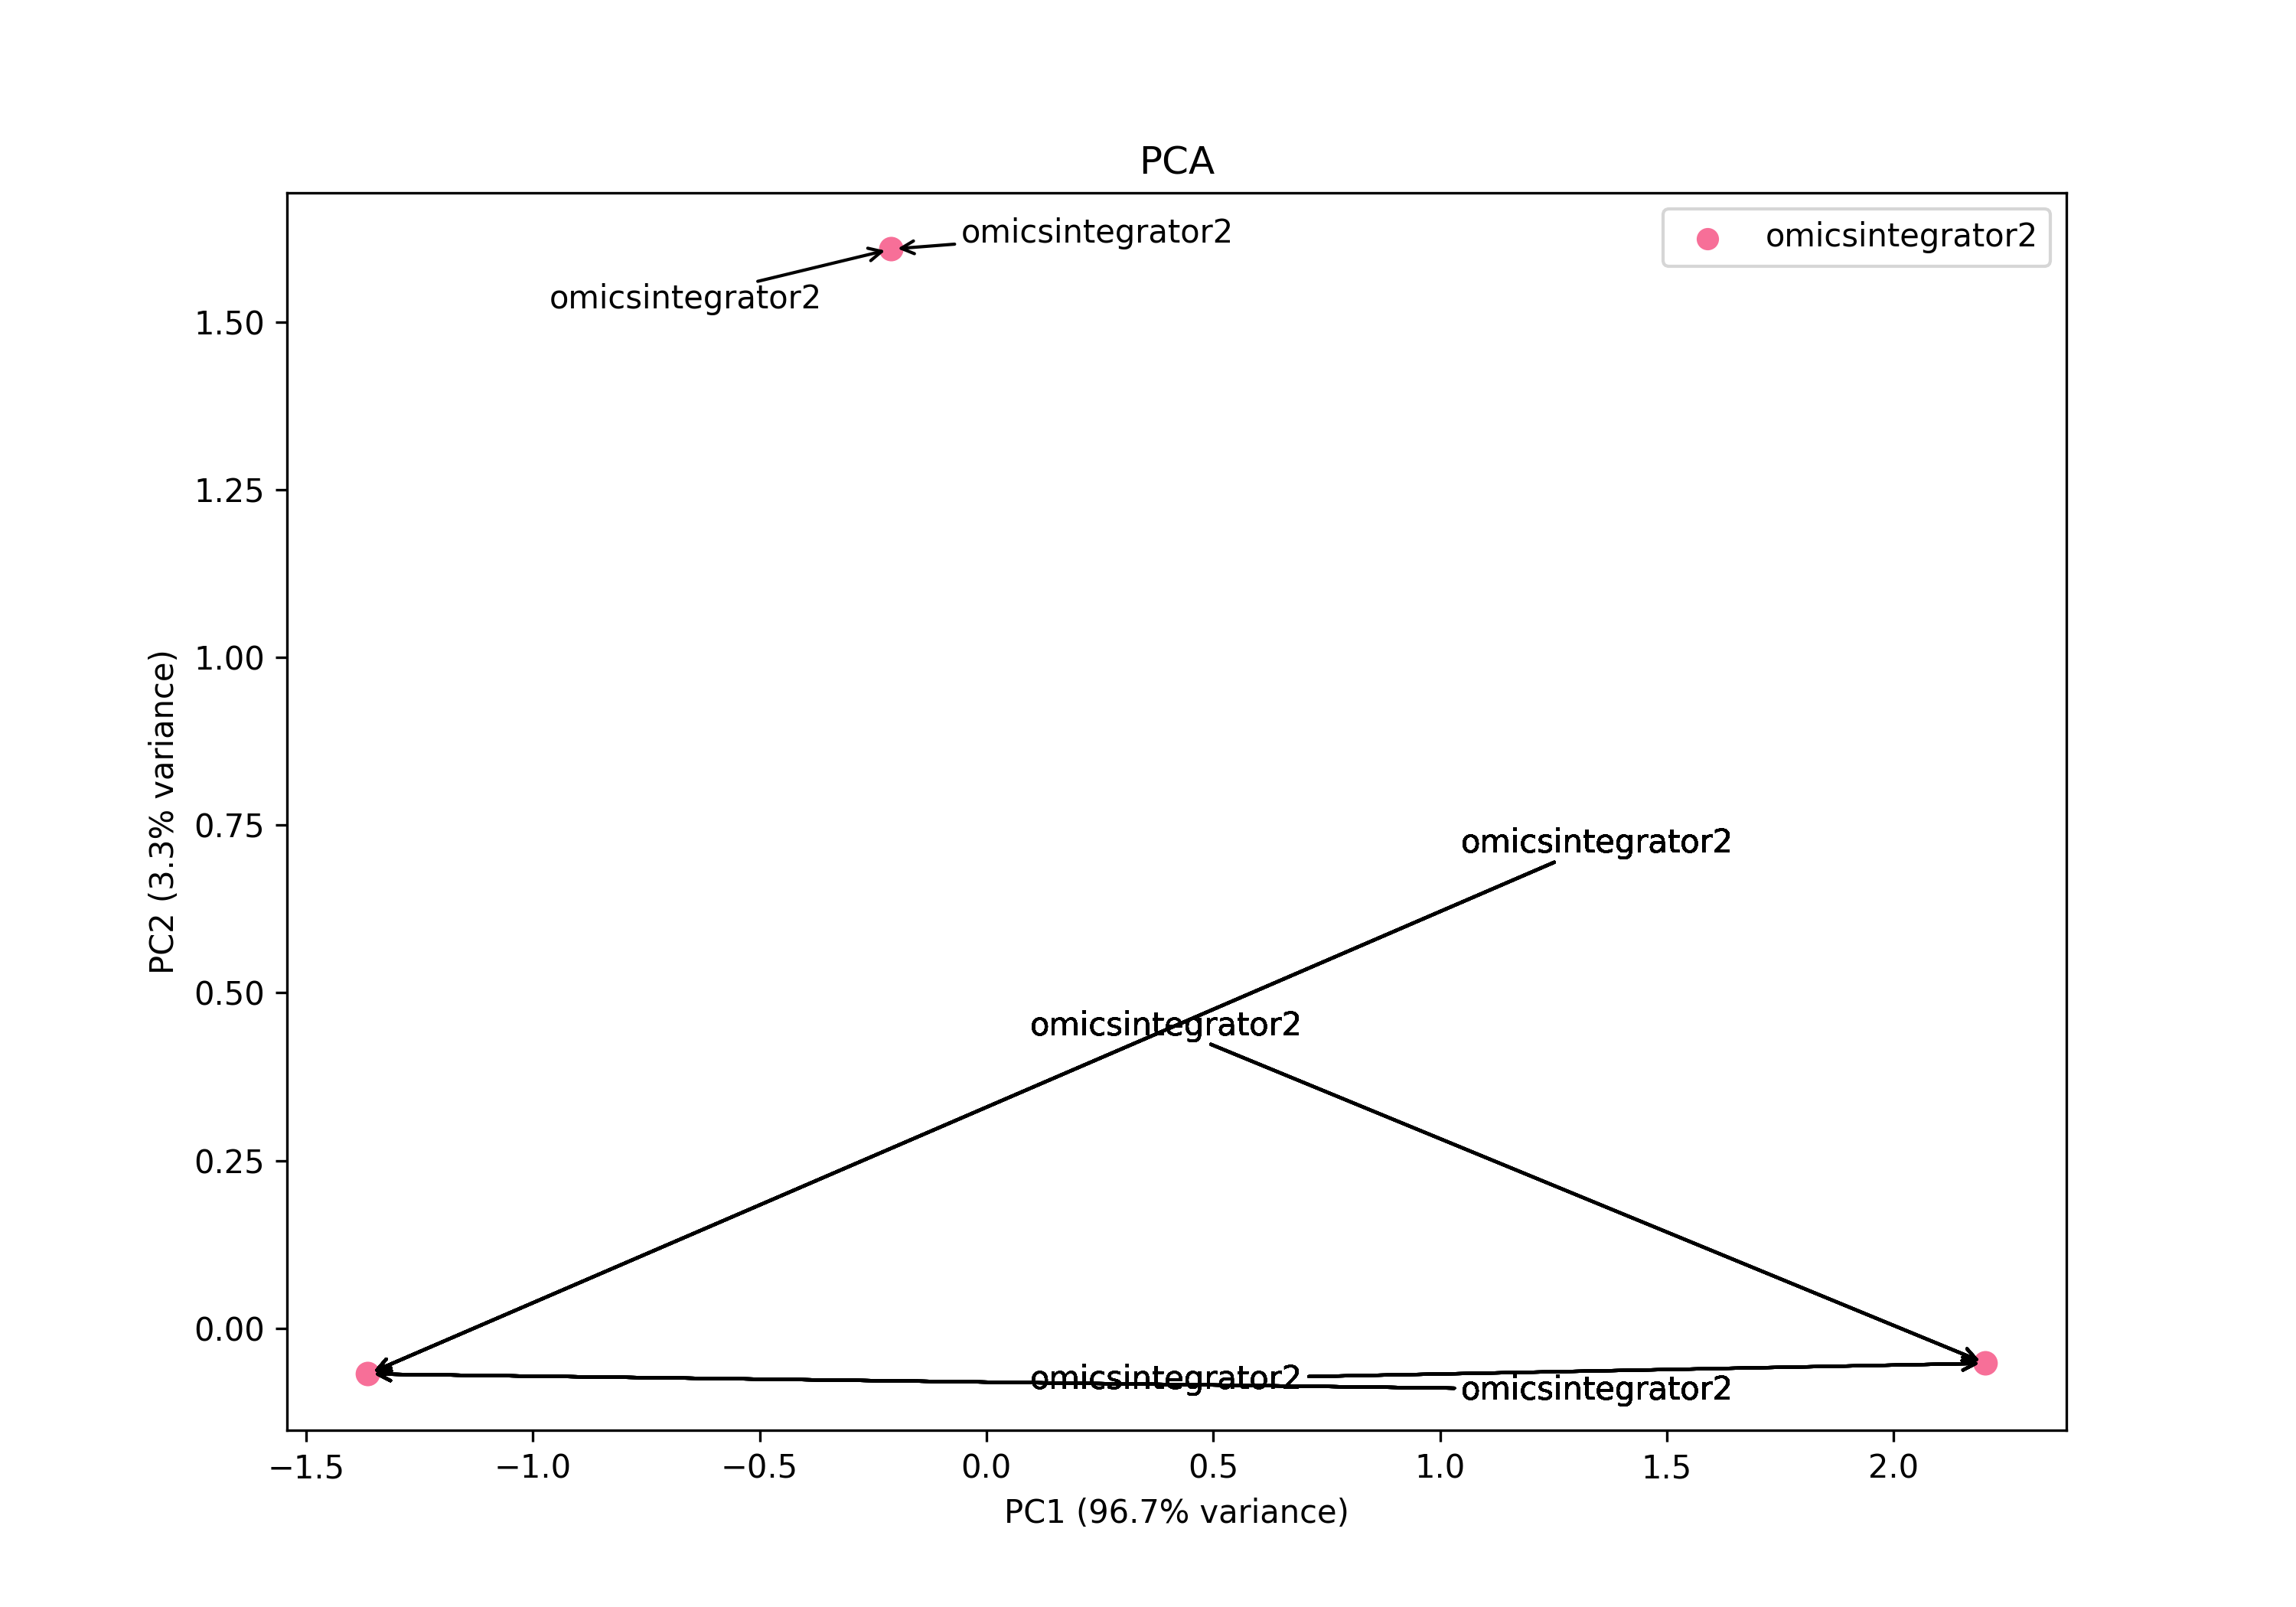 PCA
omicsintegrator2
omicsintegrator2
omicsintegrator2
1.50
1.25
1.00
0.75
0.50
0.25
0.00
PC2 (3.3% variance)
omicsintegrator2
omicsintegrator2
omicsintegrator2
omicsintegrator2
−1.5
−1.0
−0.5
0.0
0.5
1.0
1.5
2.0
PC1 (96.7% variance)